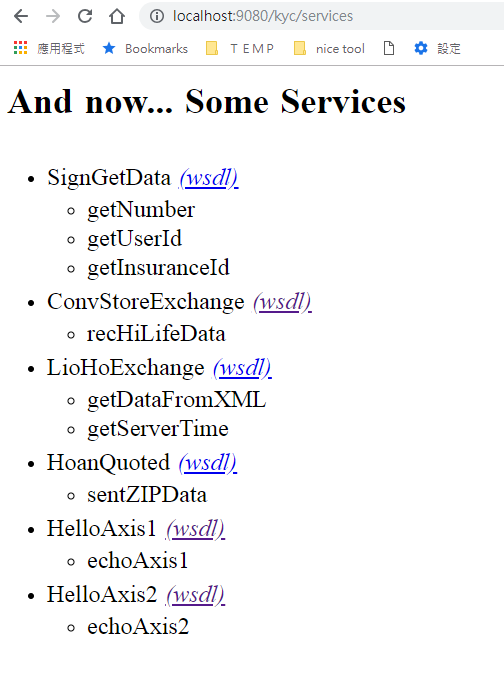 localhost:9080/kyc/services
應用程式 Bookmarks T E M P nice tool 設定
And now... Some Services
SignGetData (wsdl)
getNumber
getUserId
getInsuranceId
ConvStoreExchange (wsdl)
recHiLifeData
LioHoExchange (wsdl)
getDataFromXML
getServerTime
HoanQuoted (wsdl)
sentZIPData
HelloAxis1 (wsdl)
echoAxis1
HelloAxis2 (wsdl)
echoAxis2